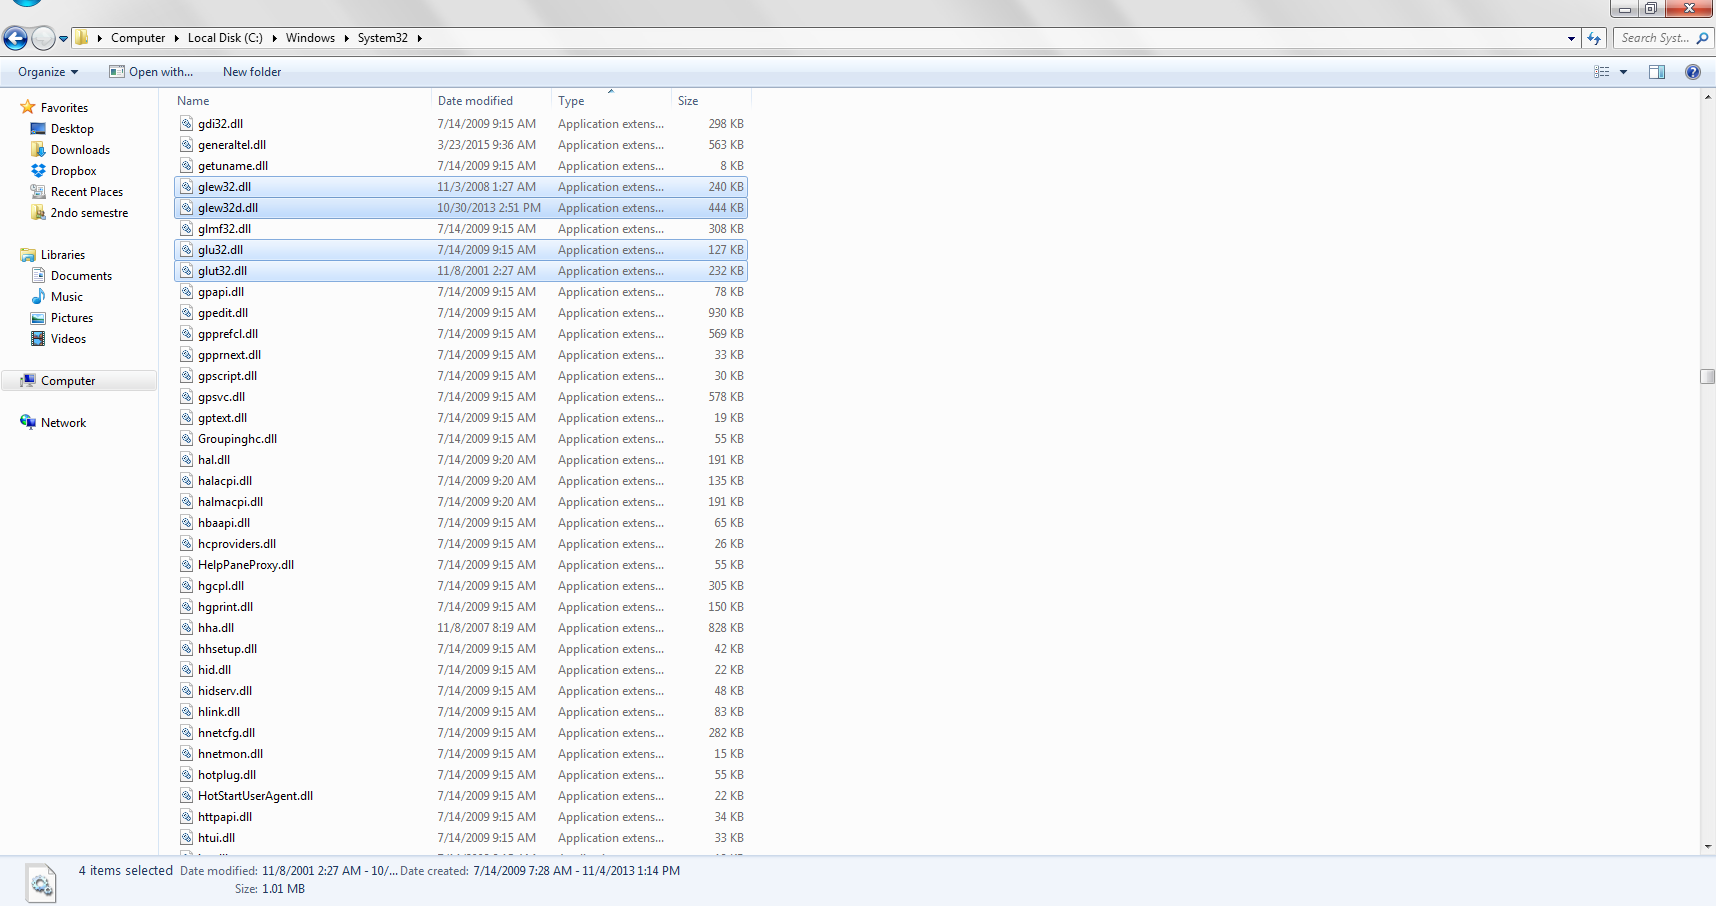 Computer Local Disk (C:) Windows System32 Search Syst...
Organize Open with... New folder
Favorites
Desktop
Downloads
Dropbox
Recent Places
2ndo semestre
Libraries
Documents
Music
Pictures
Videos
Computer
Network
Name Date modified Type Size
gdi32.dll 7/14/2009 9:15 AM Application extens... 298 KB
generaltel.dll 3/23/2015 9:36 AM Application extens... 563 KB
getuname.dll 7/14/2009 9:15 AM Application extens... 8 KB
glew32.dll 11/3/2008 1:27 AM Application extens... 240 KB
glew32d.dll 10/30/2013 2:51 PM Application extens... 444 KB
glmf32.dll 7/14/2009 9:15 AM Application extens... 308 KB
glu32.dll 7/14/2009 9:15 AM Application extens... 127 KB
glut32.dll 11/8/2001 2:27 AM Application extens... 232 KB
gpapi.dll 7/14/2009 9:15 AM Application extens... 78 KB
gpedit.dll 7/14/2009 9:15 AM Application extens... 930 KB
gpprefcl.dll 7/14/2009 9:15 AM Application extens... 569 KB
gpprnext.dll 7/14/2009 9:15 AM Application extens... 33 KB
gpscript.dll 7/14/2009 9:15 AM Application extens... 30 KB
gpsvc.dll 7/14/2009 9:15 AM Application extens... 578 KB
gptext.dll 7/14/2009 9:15 AM Application extens... 19 KB
Groupinghc.dll 7/14/2009 9:15 AM Application extens... 55 KB
hal.dll 7/14/2009 9:20 AM Application extens... 191 KB
halacpi.dll 7/14/2009 9:20 AM Application extens... 135 KB
halmacpi.dll 7/14/2009 9:20 AM Application extens... 191 KB
hbaapi.dll 7/14/2009 9:15 AM Application extens... 65 KB
hcproviders.dll 7/14/2009 9:15 AM Application extens... 26 KB
HelpPaneProxy.dll 7/14/2009 9:15 AM Application extens... 55 KB
hgcpl.dll 7/14/2009 9:15 AM Application extens... 305 KB
hgprint.dll 7/14/2009 9:15 AM Application extens... 150 KB
hha.dll 11/8/2007 8:19 AM Application extens... 828 KB
hhsetup.dll 7/14/2009 9:15 AM Application extens... 42 KB
hid.dll 7/14/2009 9:15 AM Application extens... 22 KB
hidserv.dll 7/14/2009 9:15 AM Application extens... 48 KB
hlink.dll 7/14/2009 9:15 AM Application extens... 83 KB
hnetcfg.dll 7/14/2009 9:15 AM Application extens... 282 KB
hnetmon.dll 7/14/2009 9:15 AM Application extens... 15 KB
hotplug.dll 7/14/2009 9:15 AM Application extens... 55 KB
HotStartUserAgent.dll 7/14/2009 9:15 AM Application extens... 22 KB
httpapi.dll 7/14/2009 9:15 AM Application extens... 34 KB
htui.dll 7/14/2009 9:15 AM Application extens... 33 KB
4 items selected Date modified: 11/8/2001 2:27 AM - 10/... Date created: 7/14/2009 7:28 AM - 11/4/2013 1:14 PM
Size: 1.01 MB